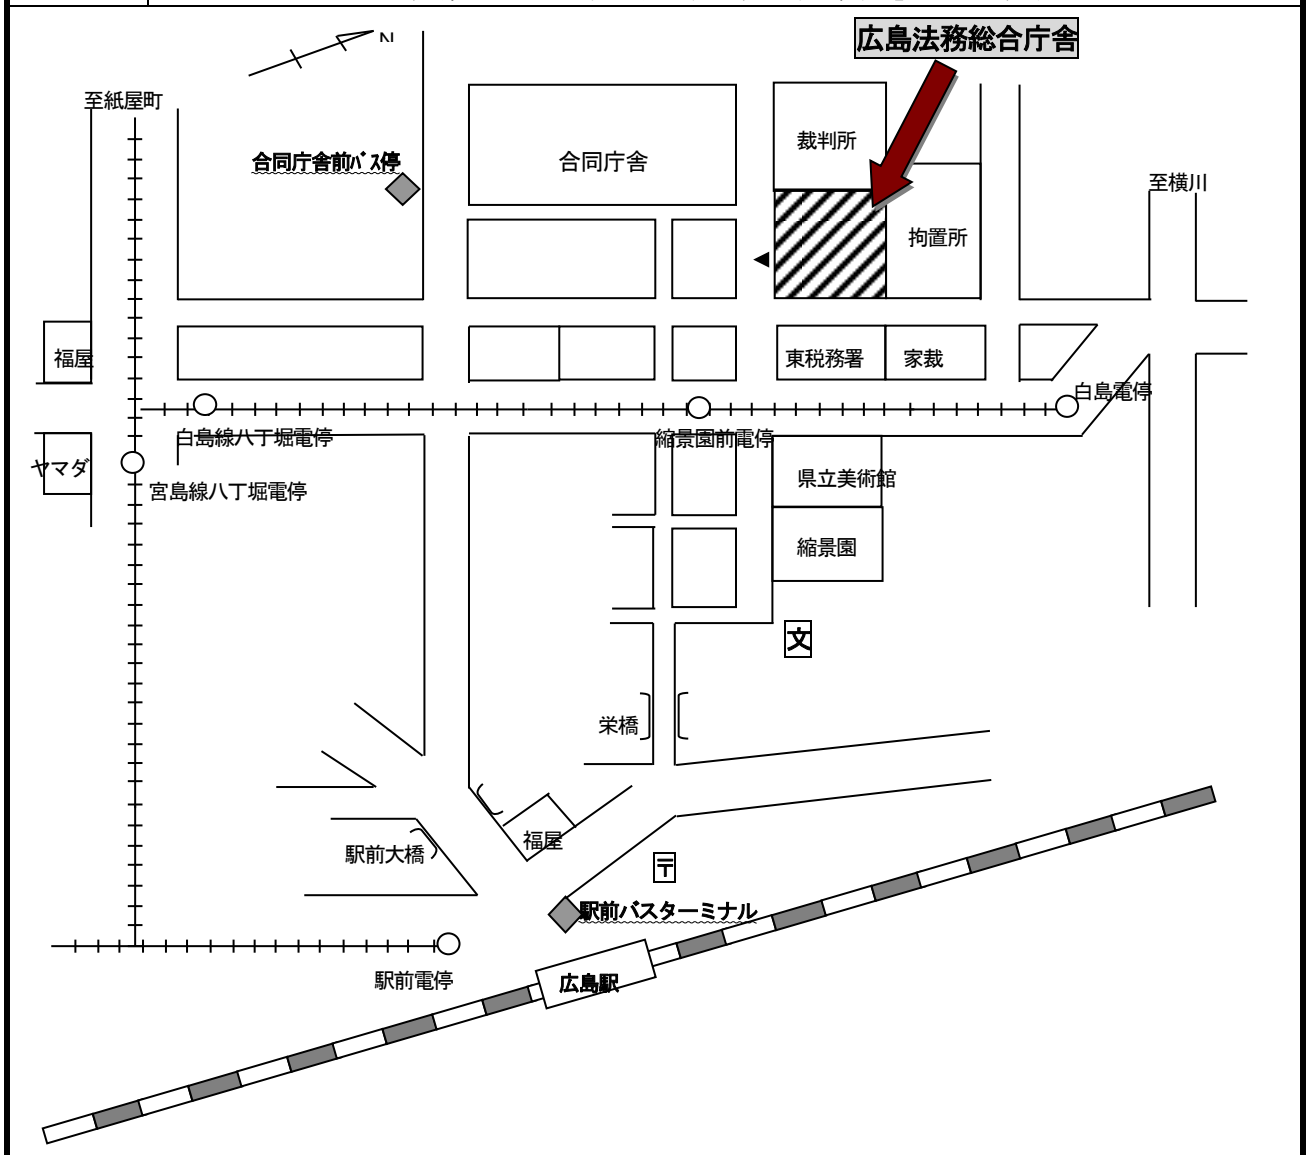 N
広島法務総合庁舎
至紙屋町
裁判所
合同庁舎前バス停
合同庁舎
至横川
拘置所
福屋
東税務署
家裁
白島電停
白島線八丁堀電停
縮景園前電停
ヤマダ
宮島線八丁堀電停
県立美術館
縮景園
文
栄橋
福屋
駅前大橋
〒
駅前バスターミナル
駅前電停
広島駅